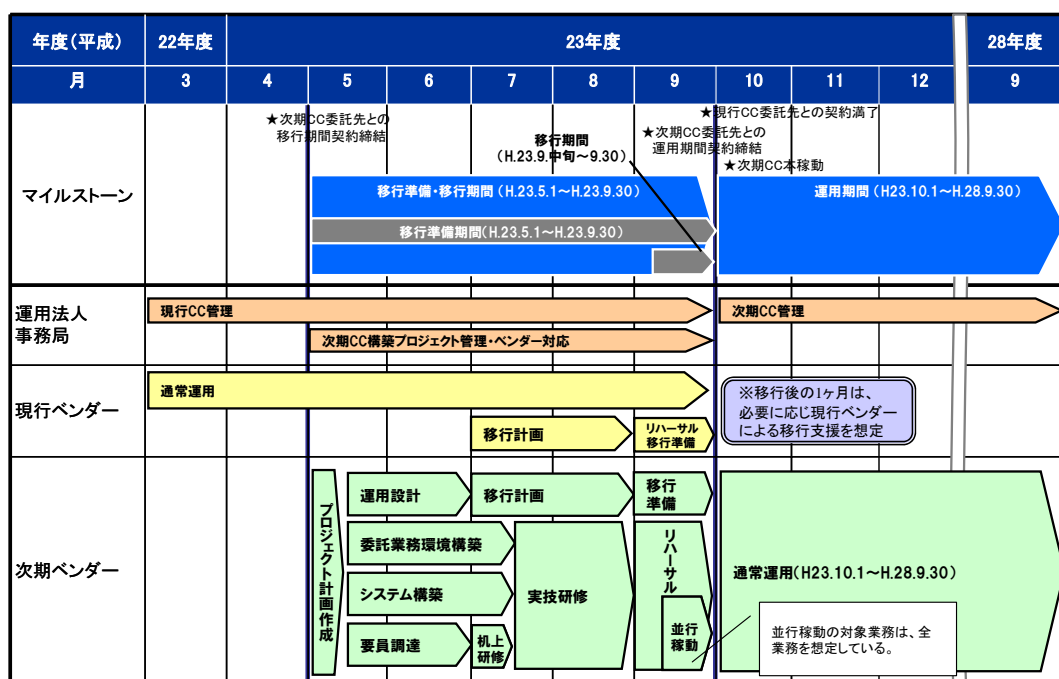 年度(平成)
22年度
23年度
28年度
月
3
4
5
6
7
8
9
10
11
12
9
マイルストーン
★次期CC委託先との
移行期間契約締結
移行期間
(H.23.9.中旬～9.30)
★現行CC委託先との契約満了
★次期CC委託先との
運用期間契約締結
★次期CC本稼動
移行準備・移行期間(H.23.5.1～H.23.9.30)
移行準備期間(H.23.5.1～H.23.9.30)
運用期間(H23.10.1～H.28.9.30)
運用法人
事務局
現行CC管理
次期CC管理
次期CC構築プロジェクト管理・ベンダー対応
現行ベンダー
通常運用
移行計画
リハーサル
移行準備
※移行後の1ヶ月は、
必要に応じ現行ベンダー
による移行支援を想定
次期ベンダー
プロジェクト計画作成
運用設計
移行計画
移行
準備
委託業務環境構築
システム構築
要員調達
机上
研修
実技研修
リハーサル
並行
稼動
通常運用(H23.10.1～H.28.9.30)
並行稼動の対象業務は、全
業務を想定している。